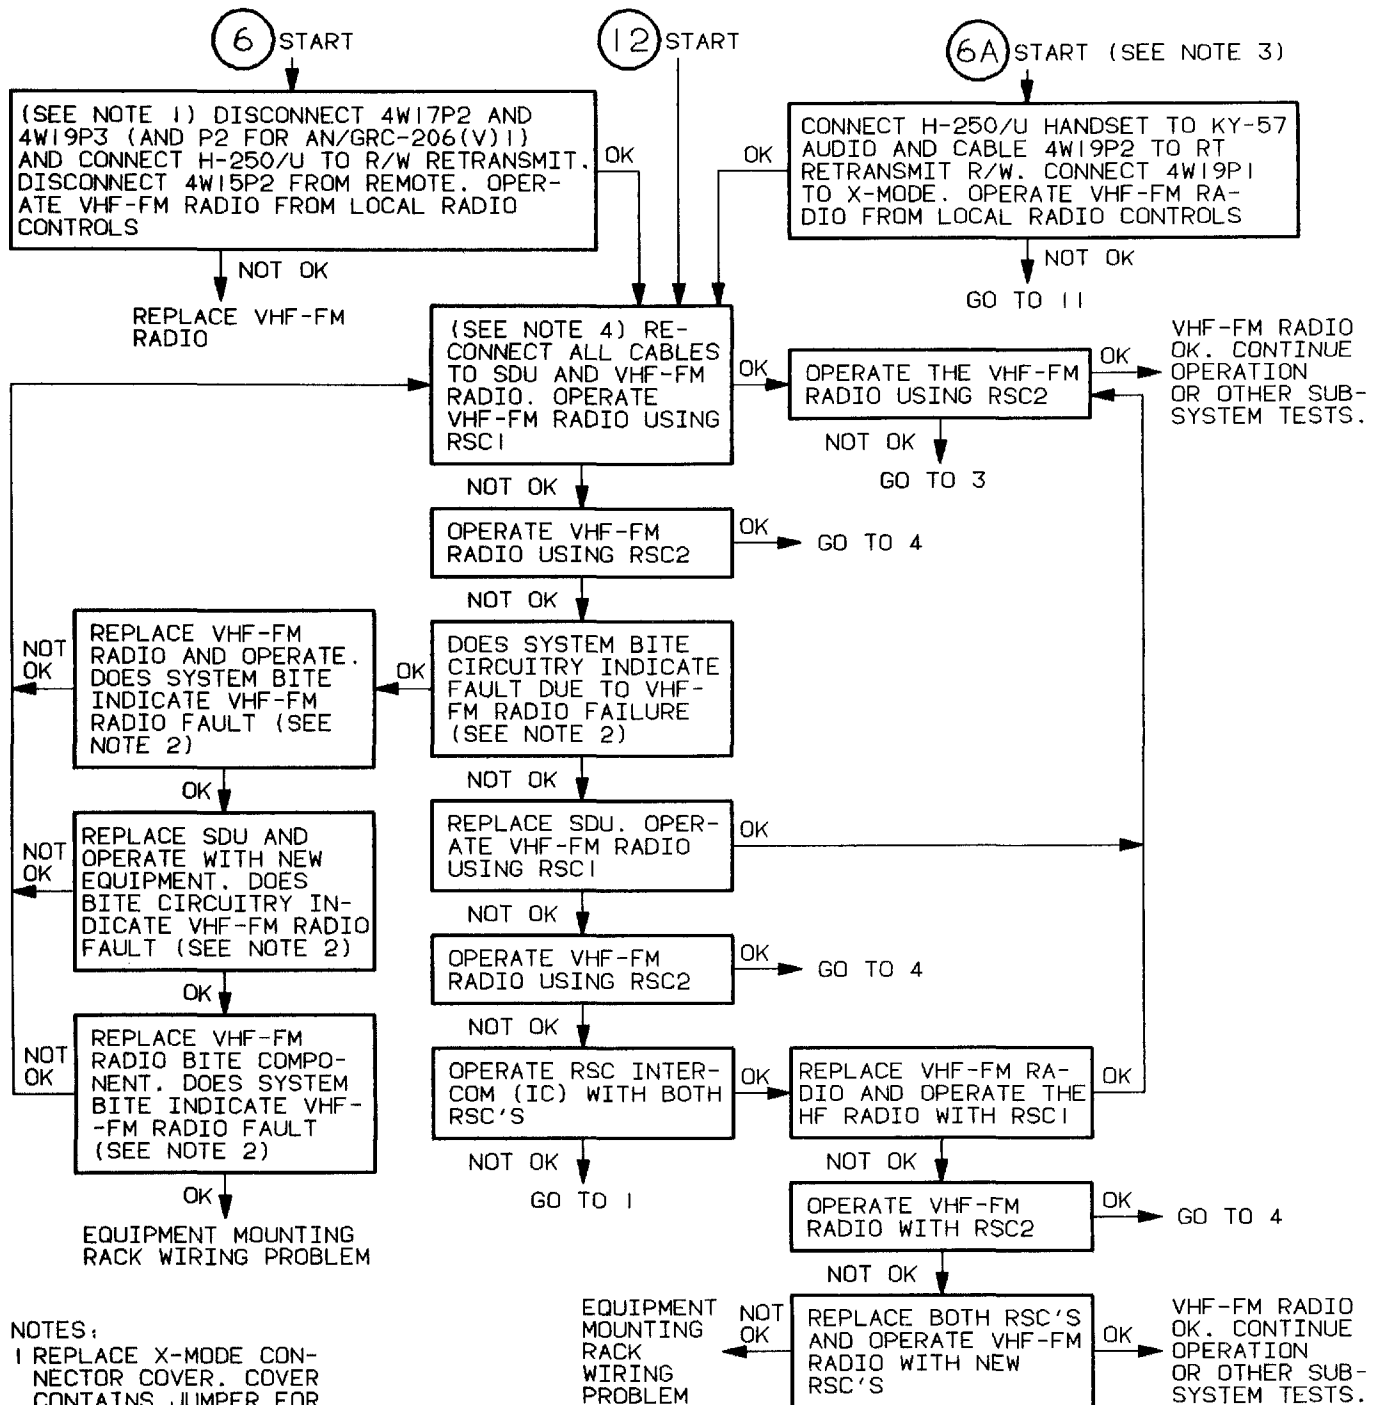 6 START
12 START
6A START (SEE NOTE 3)
(SEE NOTE 1) DISCONNECT 4W17P2 AND
4W19P3 (AND P2 FOR AN/GRC-206(V)1)
AND CONNECT H-250/U TO R/W RETRANSMIT.
DISCONNECT 4W15P2 FROM REMOTE. OPER-
ATE VHF-FM RADIO FROM LOCAL RADIO
CONTROLS
OK
NOT OK
REPLACE VHF-FM
RADIO
CONNECT H-250/U HANDSET TO KY-57
AUDIO AND CABLE 4W19P2 TO RT
RETRANSMIT R/W. CONNECT 4W19P1
TO X-MODE. OPERATE VHF-FM RA-
DIO FROM LOCAL RADIO CONTROLS
OK
NOT OK
GO TO 11
(SEE NOTE 4) RE-
CONNECT ALL CABLES
TO SDU AND VHF-FM
RADIO. OPERATE
VHF-FM RADIO USING
RSC1
OK
OPERATE THE VHF-FM
RADIO USING RSC2
OK
VHF-FM RADIO
OK. CONTINUE
OPERATION
OR OTHER SUB-
SYSTEM TESTS.
NOT OK
GO TO 3
NOT OK
OPERATE VHF-FM
RADIO USING RSC2
OK
GO TO 4
NOT OK
DOES SYSTEM BITE
CIRCUITRY INDICATE
FAULT DUE TO VHF-
FM RADIO FAILURE
(SEE NOTE 2)
OK
REPLACE VHF-FM
RADIO AND OPERATE.
DOES SYSTEM BITE
INDICATE VHF-FM
RADIO FAULT (SEE
NOTE 2)
NOT
OK
OK
REPLACE SDU AND
OPERATE WITH NEW
EQUIPMENT. DOES
BITE CIRCUITRY IN-
DICATE VHF-FM RADIO
FAULT (SEE NOTE 2)
NOT
OK
OK
REPLACE VHF-FM
RADIO BITE COMPO-
NENT. DOES SYSTEM
BITE INDICATE VHF-
-FM RADIO FAULT
(SEE NOTE 2)
NOT
OK
OK
EQUIPMENT MOUNTING
RACK WIRING PROBLEM
NOT OK
REPLACE SDU. OPER-
ATE VHF-FM RADIO
USING RSC1
OK
NOT OK
OPERATE VHF-FM
RADIO USING RSC2
OK
GO TO 4
NOT OK
OPERATE RSC INTER-
COM (IC) WITH BOTH
RSC'S
OK
NOT OK
GO TO 1
REPLACE VHF-FM RA-
DIO AND OPERATE THE
HF RADIO WITH RSC1
OK
NOT OK
OPERATE VHF-FM
RADIO WITH RSC2
OK
GO TO 4
NOT OK
REPLACE BOTH RSC'S
AND OPERATE VHF-FM
RADIO WITH NEW
RSC'S
NOT
OK
EQUIPMENT
MOUNTING
RACK
WIRING
PROBLEM
OK
VHF-FM RADIO
OK. CONTINUE
OPERATION
OR OTHER SUB-
SYSTEM TESTS.
NOTES:
1 REPLACE X-MODE CON-
NECTOR COVER. COVER
CONTAINS JUMPER FOR